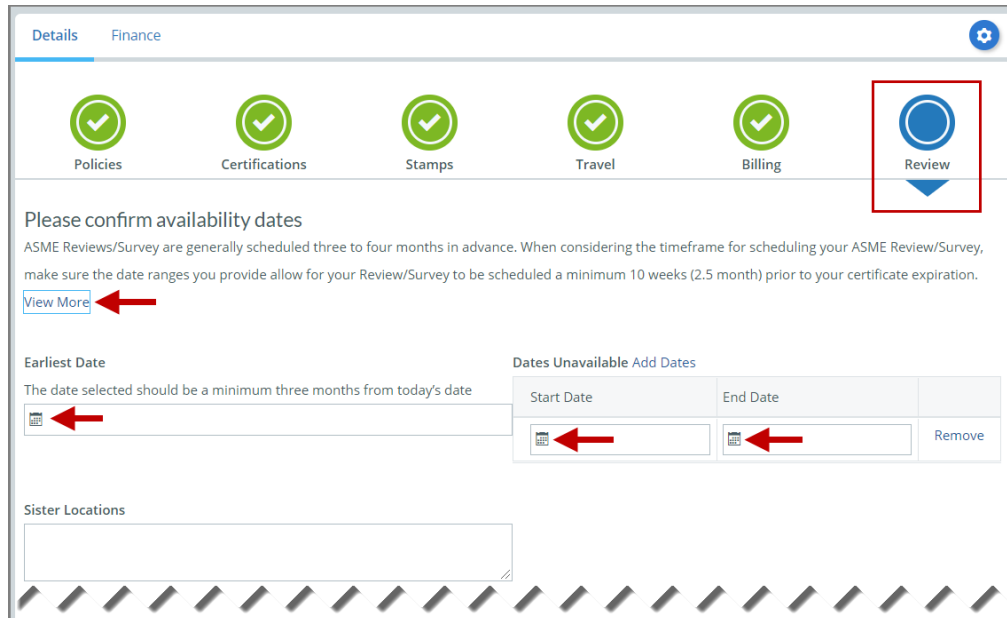 Details Finance
Policies Certifications Stamps Travel Billing Review
Please confirm availability dates
ASME Reviews/Survey are generally scheduled three to four months in advance. When considering the timeframe for scheduling your ASME Review/Survey,
make sure the date ranges you provide allow for your Review/Survey to be scheduled a minimum 10 weeks (2.5 month) prior to your certificate expiration.
View More
Earliest Date
The date selected should be a minimum three months from today's date
Dates Unavailable Add Dates
Start Date End Date
Remove
Sister Locations